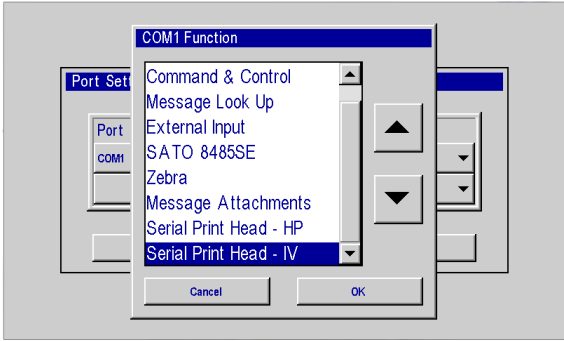 COM1 Function
Port Sett
Port
COM1
Command & Control
Message Look Up
External Input
SATO 8485SE
Zebra
Message Attachments
Serial Print Head - HP
Serial Print Head - IV
Cancel
OK